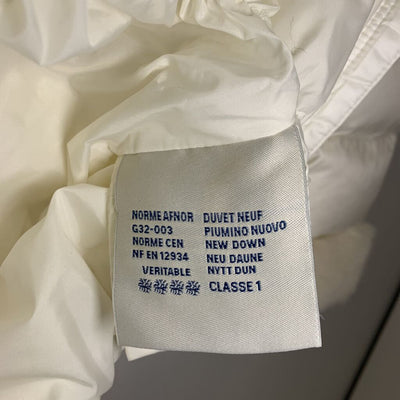 NORME AFNOR DUVET NEUF
G32-003 PIUMINO NUOVO
NORME CEN NEW DOWN
NF EN 12934 NEU DAUNE
VERITABLE NYTT DUN
CLASSE 1